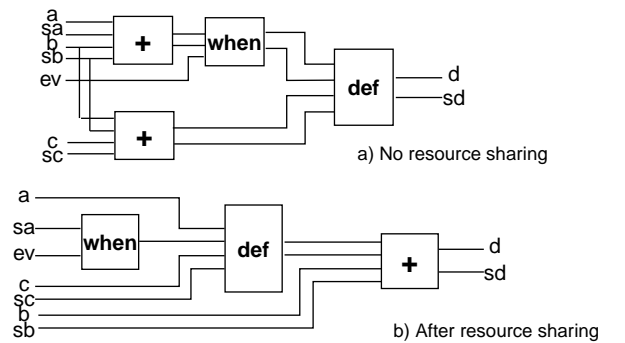 a
sa
b
sb
ev
+
when
def
d
sd
+
c
sc
a) No resource sharing
a
sa
ev
when
def
+
d
sd
c
sc
b
sb
b) After resource sharing